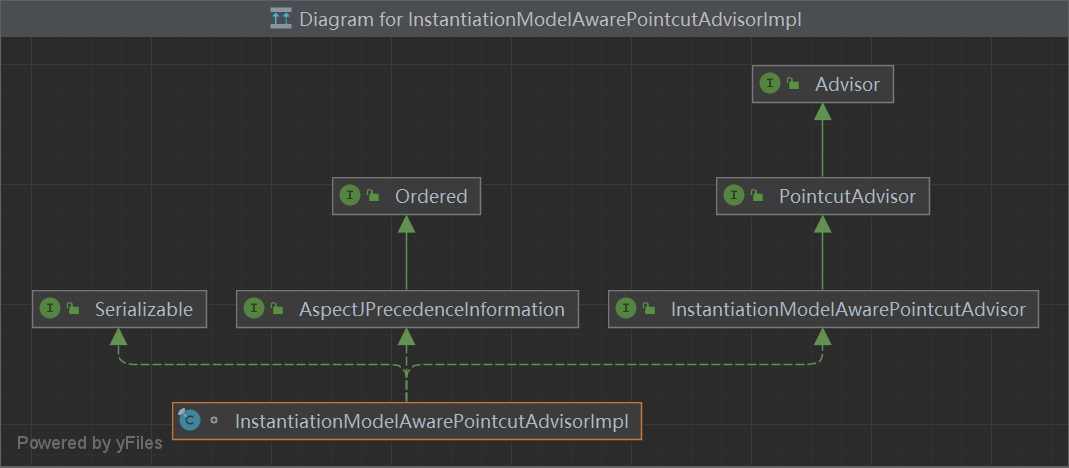 Diagram for InstantiationModelAwarePointcutAdvisorImpl
I Advisor
I Ordered
I PointcutAdvisor
I Serializable
I AspectJPrecedenceInformation
I InstantiationModelAwarePointcutAdvisor
C InstantiationModelAwarePointcutAdvisorImpl
Powered by yFiles